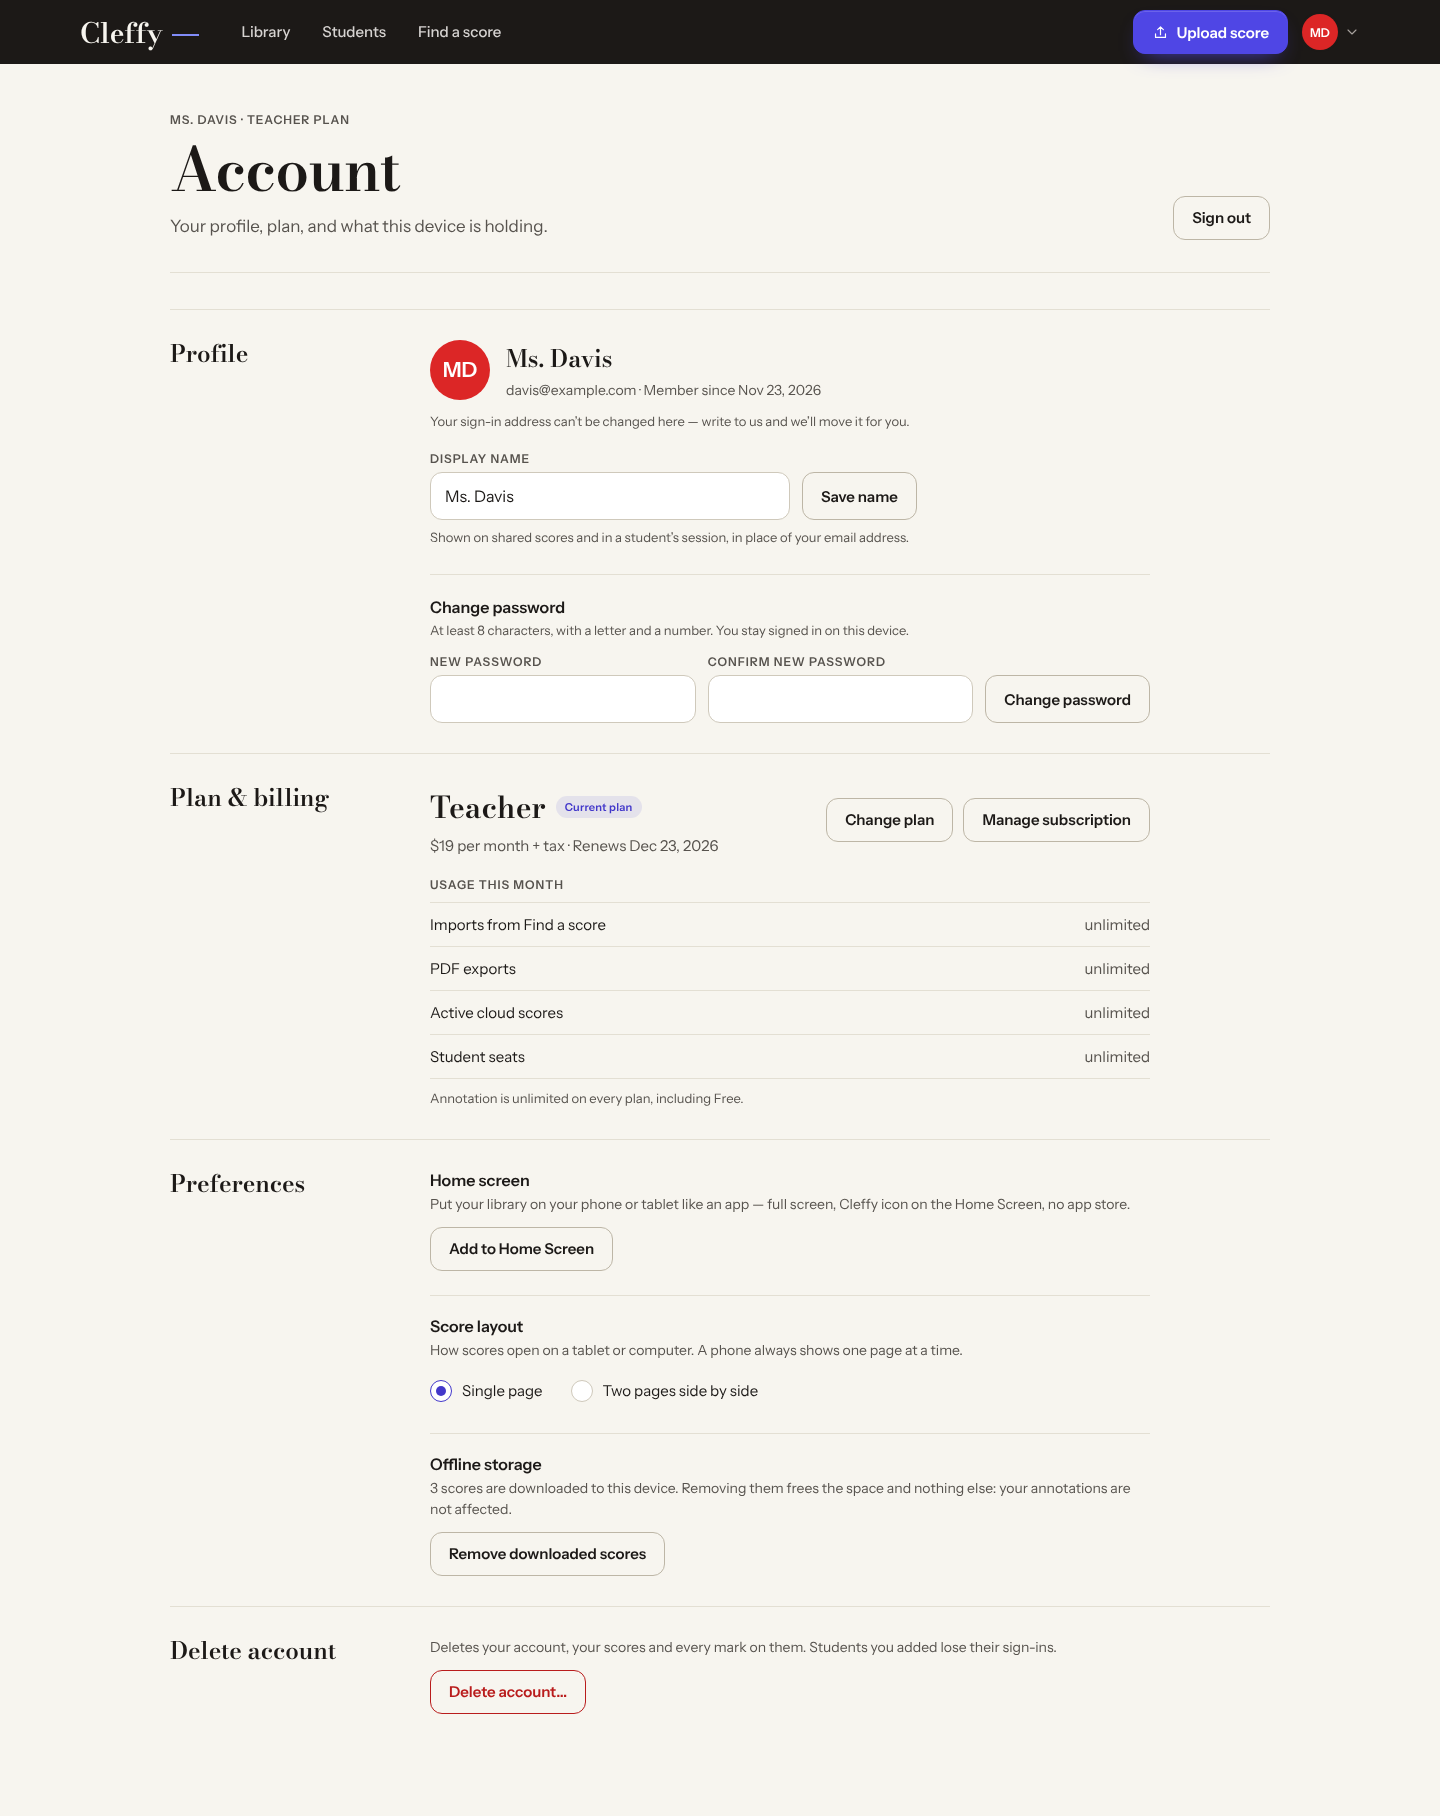 Cleffy
Library
Students
Find a score
Upload score
MD
MS. DAVIS · TEACHER PLAN
Account
Your profile, plan, and what this device is holding.
Sign out
Profile
MD
Ms. Davis
davis@example.com · Member since Nov 23, 2026
Your sign-in address can’t be changed here — write to us and we’ll move it for you.
DISPLAY NAME
Ms. Davis
Save name
Shown on shared scores and in a student’s session, in place of your email address.
Change password
At least 8 characters, with a letter and a number. You stay signed in on this device.
NEW PASSWORD
CONFIRM NEW PASSWORD
Change password
Plan & billing
Teacher
Current plan
$19 per month + tax · Renews Dec 23, 2026
Change plan
Manage subscription
USAGE THIS MONTH
Imports from Find a score
unlimited
PDF exports
unlimited
Active cloud scores
unlimited
Student seats
unlimited
Annotation is unlimited on every plan, including Free.
Preferences
Home screen
Put your library on your phone or tablet like an app — full screen, Cleffy icon on the Home Screen, no app store.
Add to Home Screen
Score layout
How scores open on a tablet or computer. A phone always shows one page at a time.
Single page
Two pages side by side
Offline storage
3 scores are downloaded to this device. Removing them frees the space and nothing else: your annotations are
not affected.
Remove downloaded scores
Delete account
Deletes your account, your scores and every mark on them. Students you added lose their sign-ins.
Delete account…